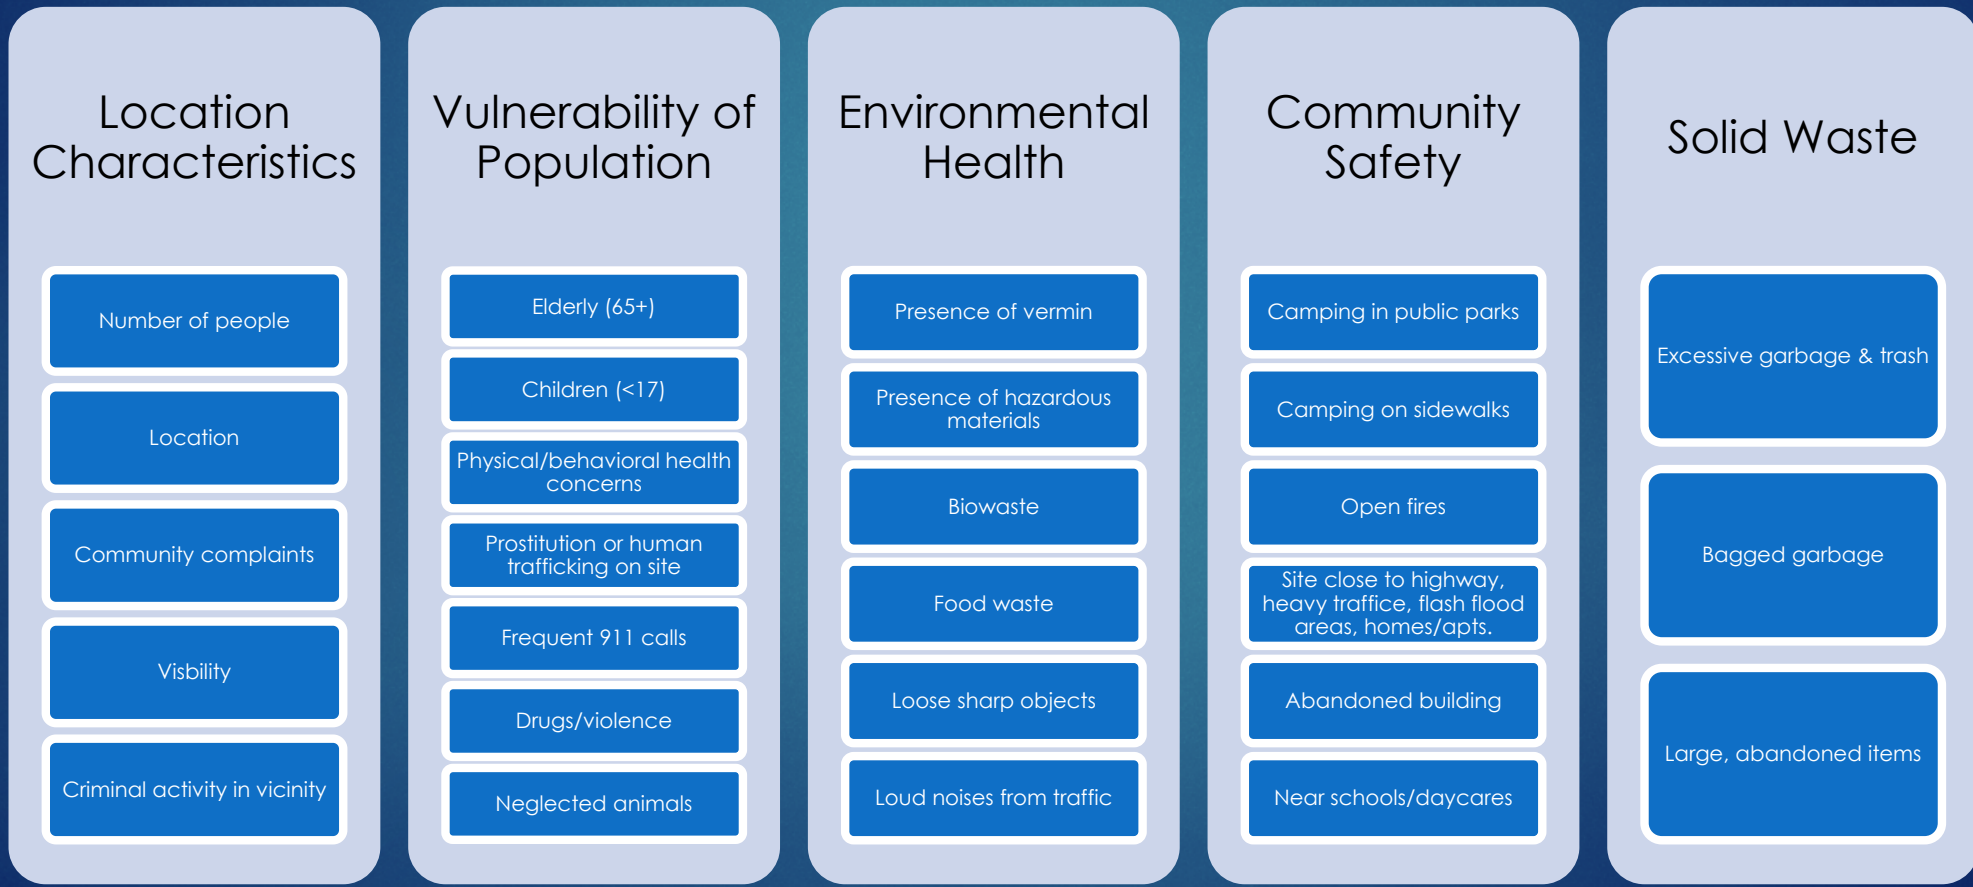 Location
Characteristics
Number of people
Location
Community complaints
Visbility
Criminal activity in vicinity
Vulnerability of
Population
Elderly (65+)
Children (<17)
Physical/behavioral health
concerns
Prostitution or human
trafficking on site
Frequent 911 calls
Drugs/violence
Neglected animals
Environmental
Health
Presence of vermin
Presence of hazardous
materials
Biowaste
Food waste
Loose sharp objects
Loud noises from traffic
Community
Safety
Camping in public parks
Camping on sidewalks
Open fires
Site close to highway,
heavy traffice, flash flood
areas, homes/apts.
Abandoned building
Near schools/daycares
Solid Waste
Excessive garbage & trash
Bagged garbage
Large, abandoned items